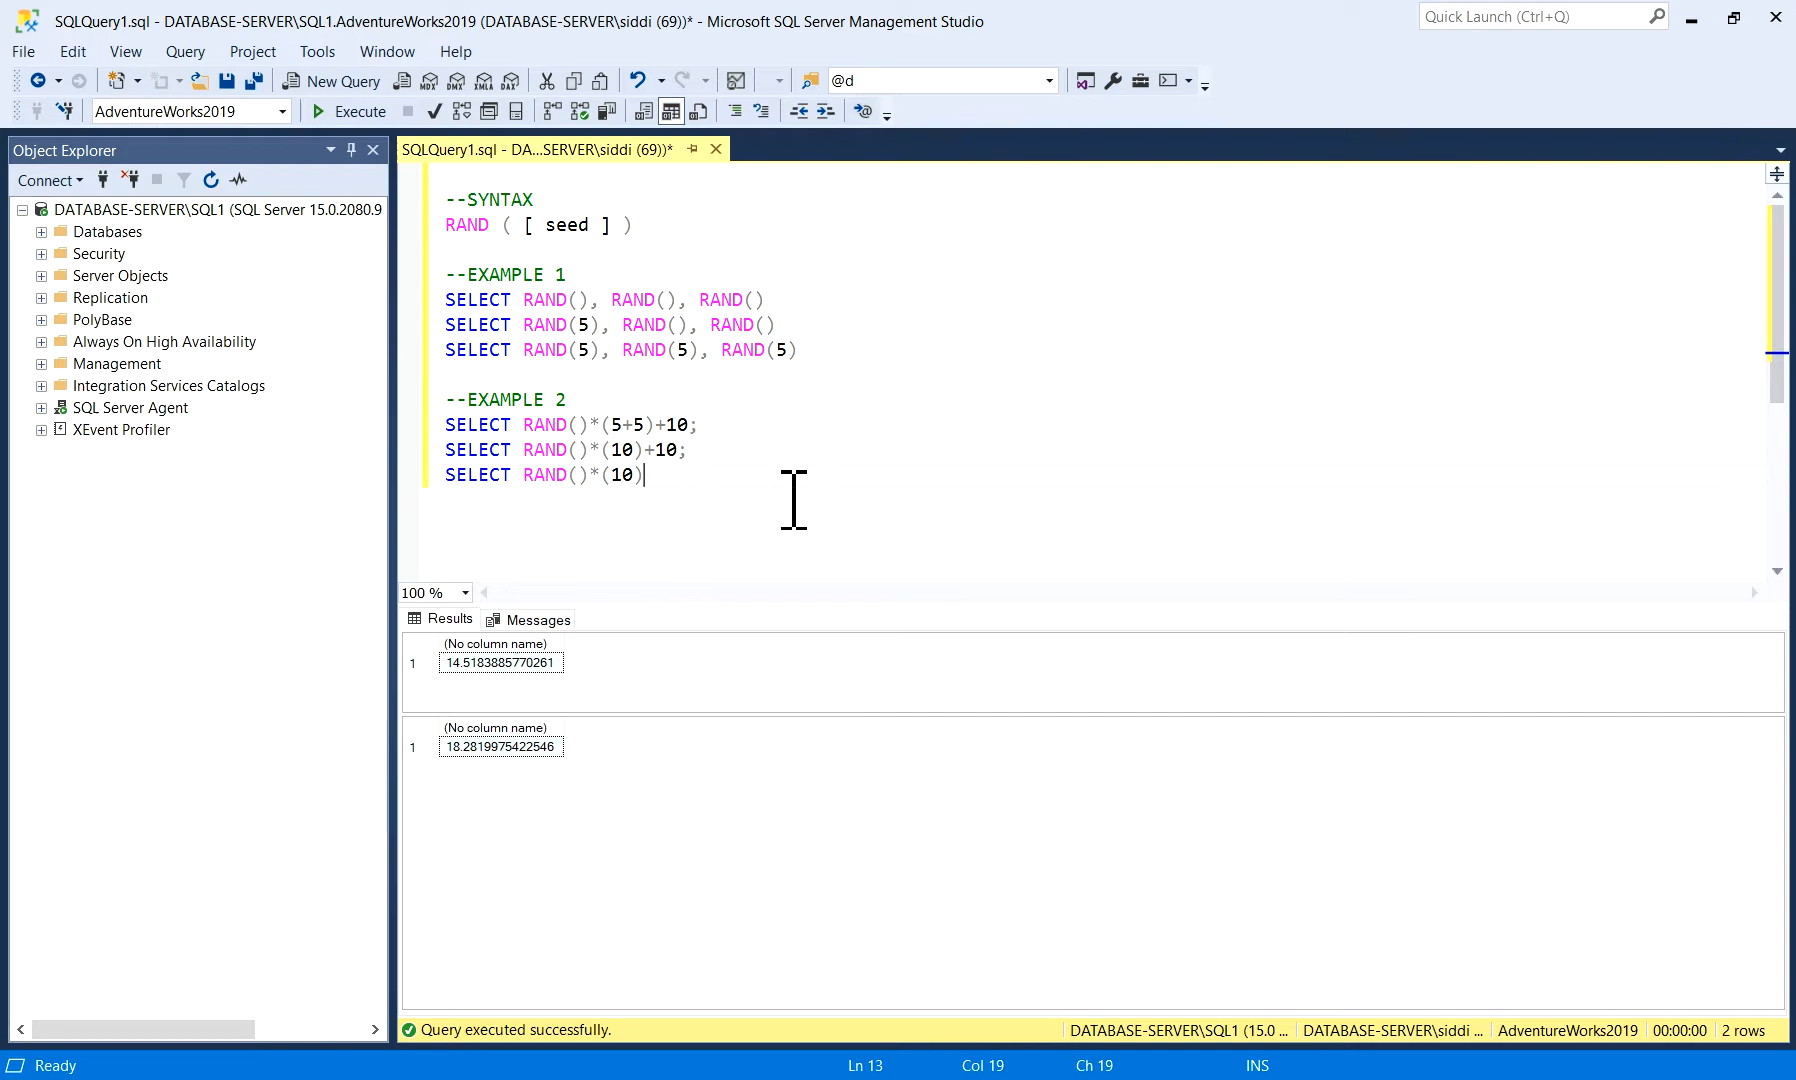 SQLQuery1.sql - DATABASE-SERVER\SQL1.AdventureWorks2019 (DATABASE-SERVER\siddi (69))* - Microsoft SQL Server Management Studio
Quick Launch (Ctrl+Q)
File Edit View Query Project Tools Window Help
New Query MDX DMX XMLA DAX @d
AdventureWorks2019 Execute
Object Explorer
Connect
DATABASE-SERVER\SQL1 (SQL Server 15.0.2080.9
Databases
Security
Server Objects
Replication
PolyBase
Always On High Availability
Management
Integration Services Catalogs
SQL Server Agent
XEvent Profiler
SQLQuery1.sql - DA...SERVER\siddi (69))*
--SYNTAX
RAND ( [ seed ] )
--EXAMPLE 1
SELECT RAND(), RAND(), RAND()
SELECT RAND(5), RAND(), RAND()
SELECT RAND(5), RAND(5), RAND(5)
--EXAMPLE 2
SELECT RAND()*(5+5)+10;
SELECT RAND()*(10)+10;
SELECT RAND()*(10)
100 %
Results Messages
(No column name)
1 14.5183885770261
(No column name)
1 18.2819975422546
Query executed successfully.
DATABASE-SERVER\SQL1 (15.0 ... DATABASE-SERVER\siddi ... AdventureWorks2019 00:00:00 2 rows
Ready Ln 13 Col 19 Ch 19 INS